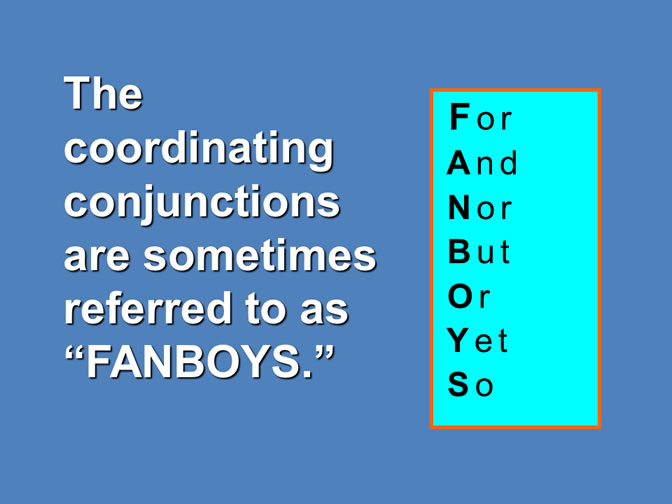 The
coordinating
conjunctions
are sometimes
referred to as
“FANBOYS.”
For
And
Nor
But
Or
Yet
So